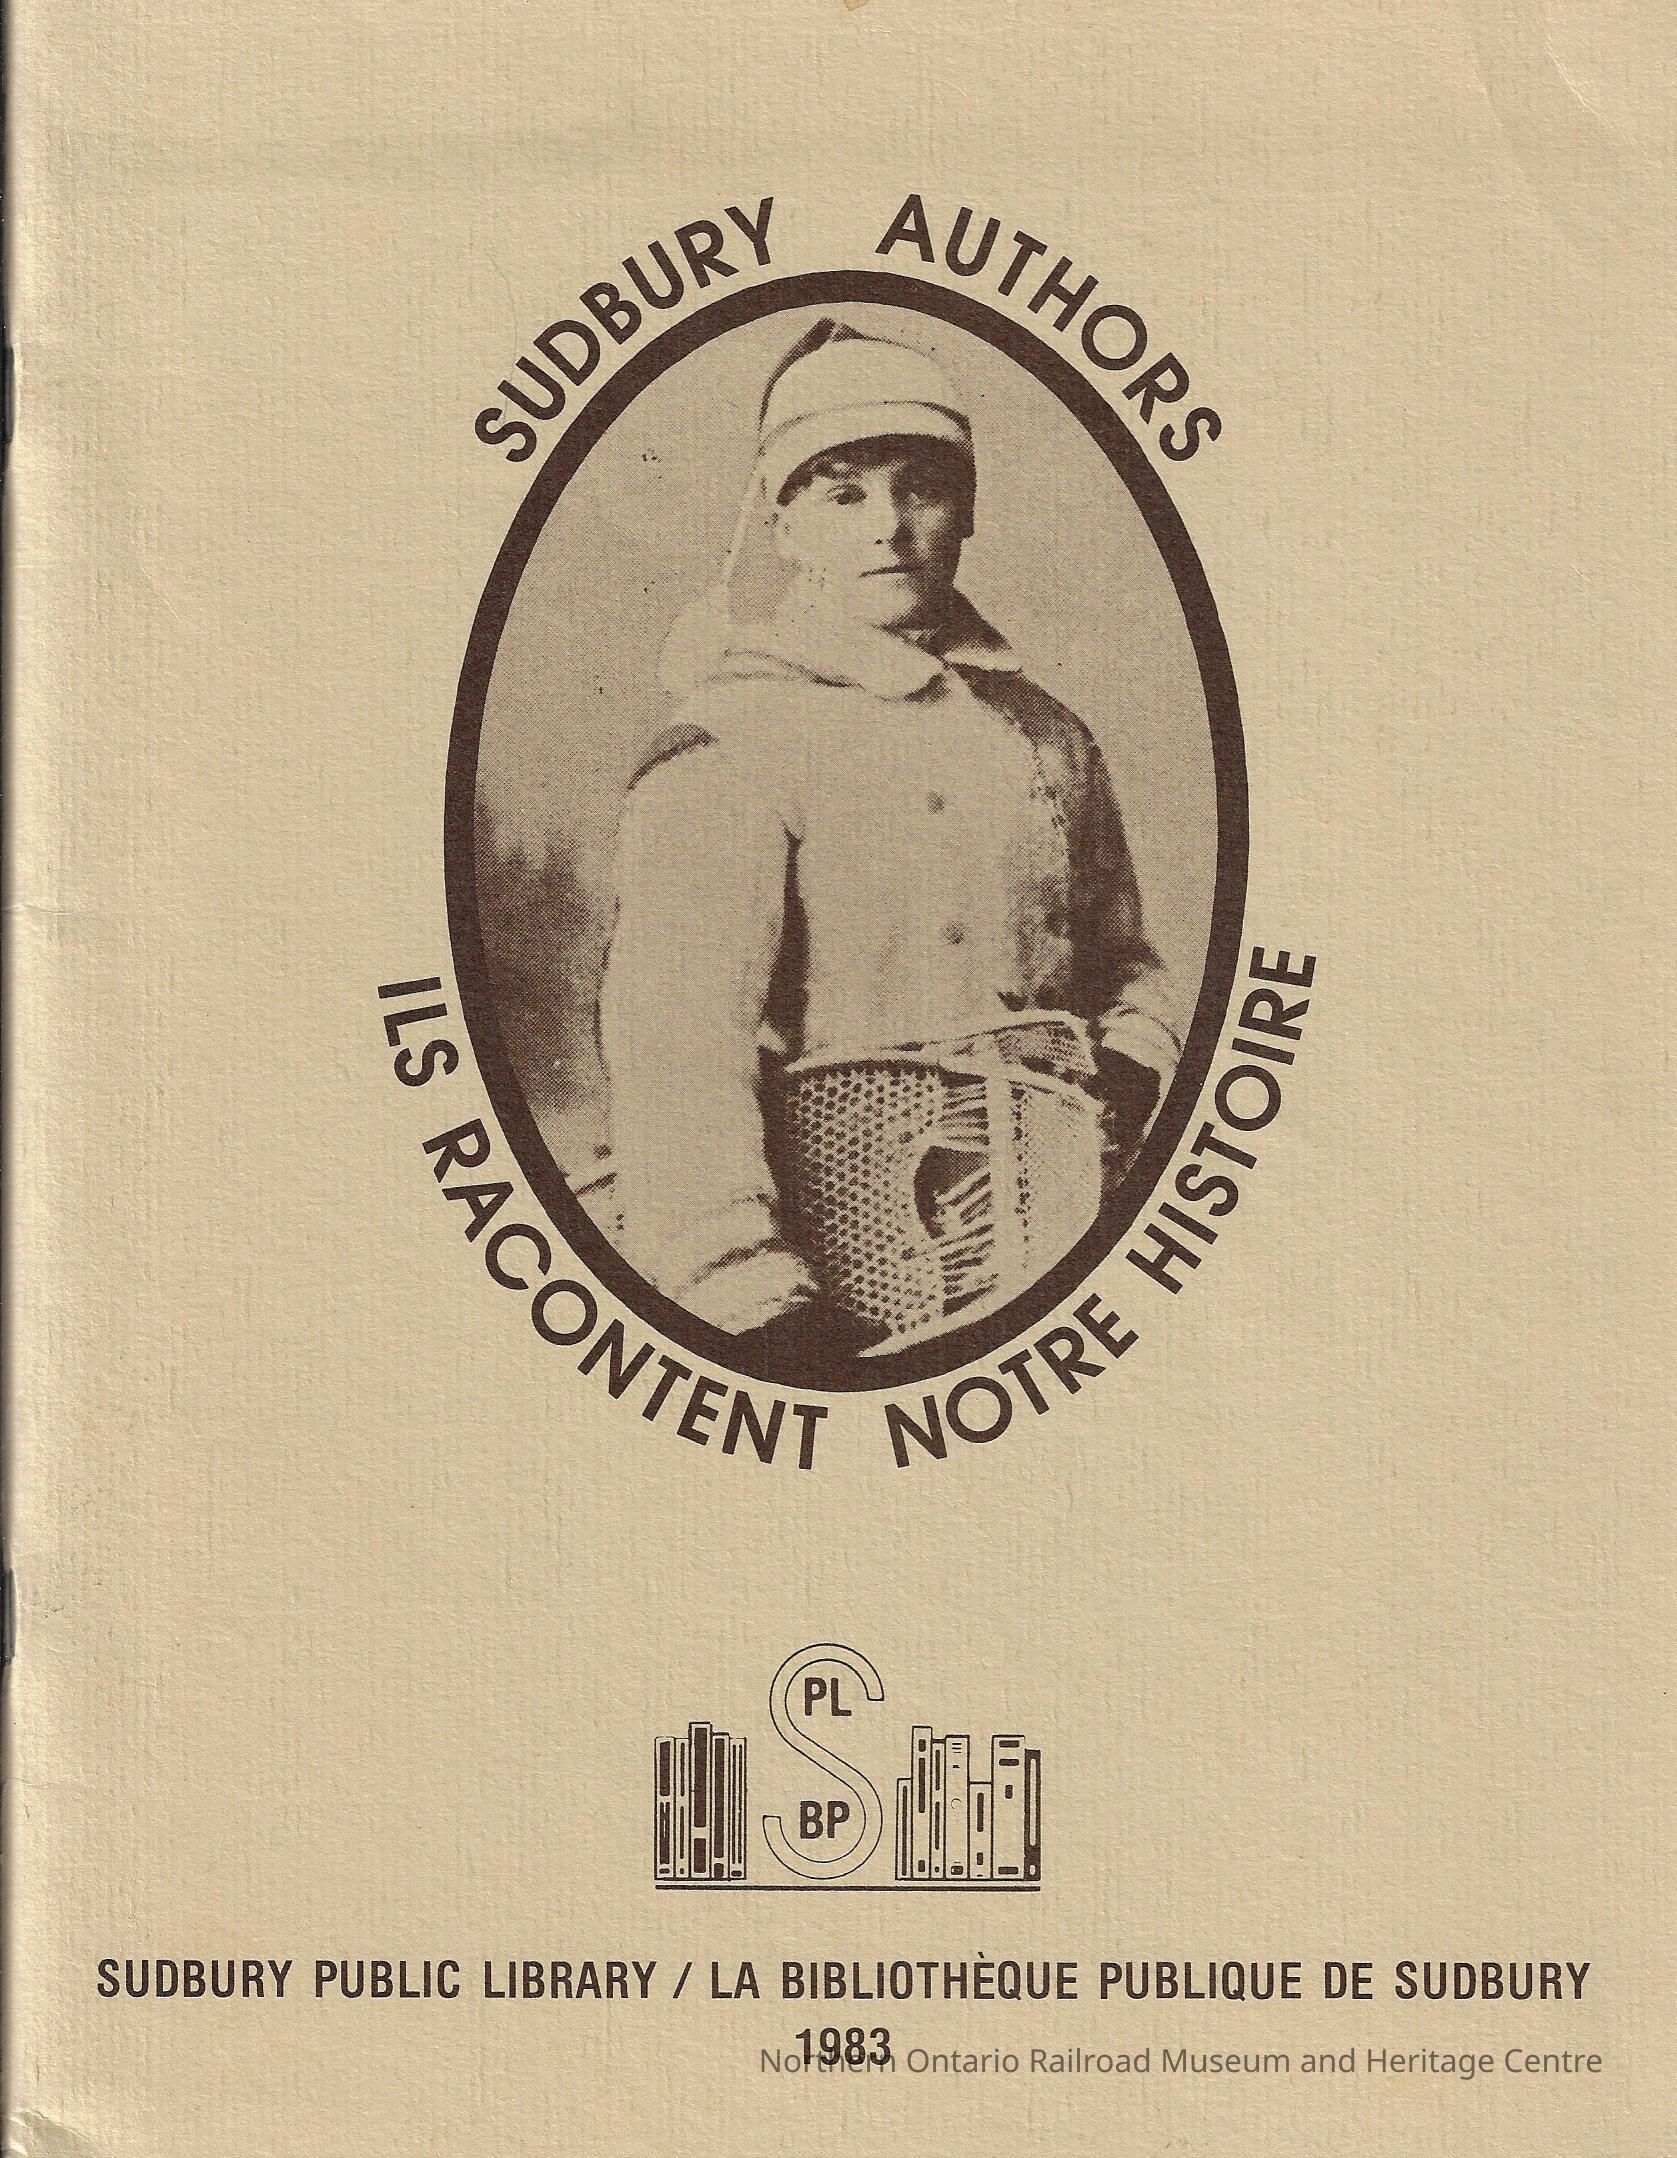 SUDBURY AUTHORS
ILS RACONTENT NOTRE HISTOIRE
PL
BP
SUDBURY PUBLIC LIBRARY / LA BIBLIOTHÈQUE PUBLIQUE DE SUDBURY
1983
Northern Ontario Railroad Museum and Heritage Centre